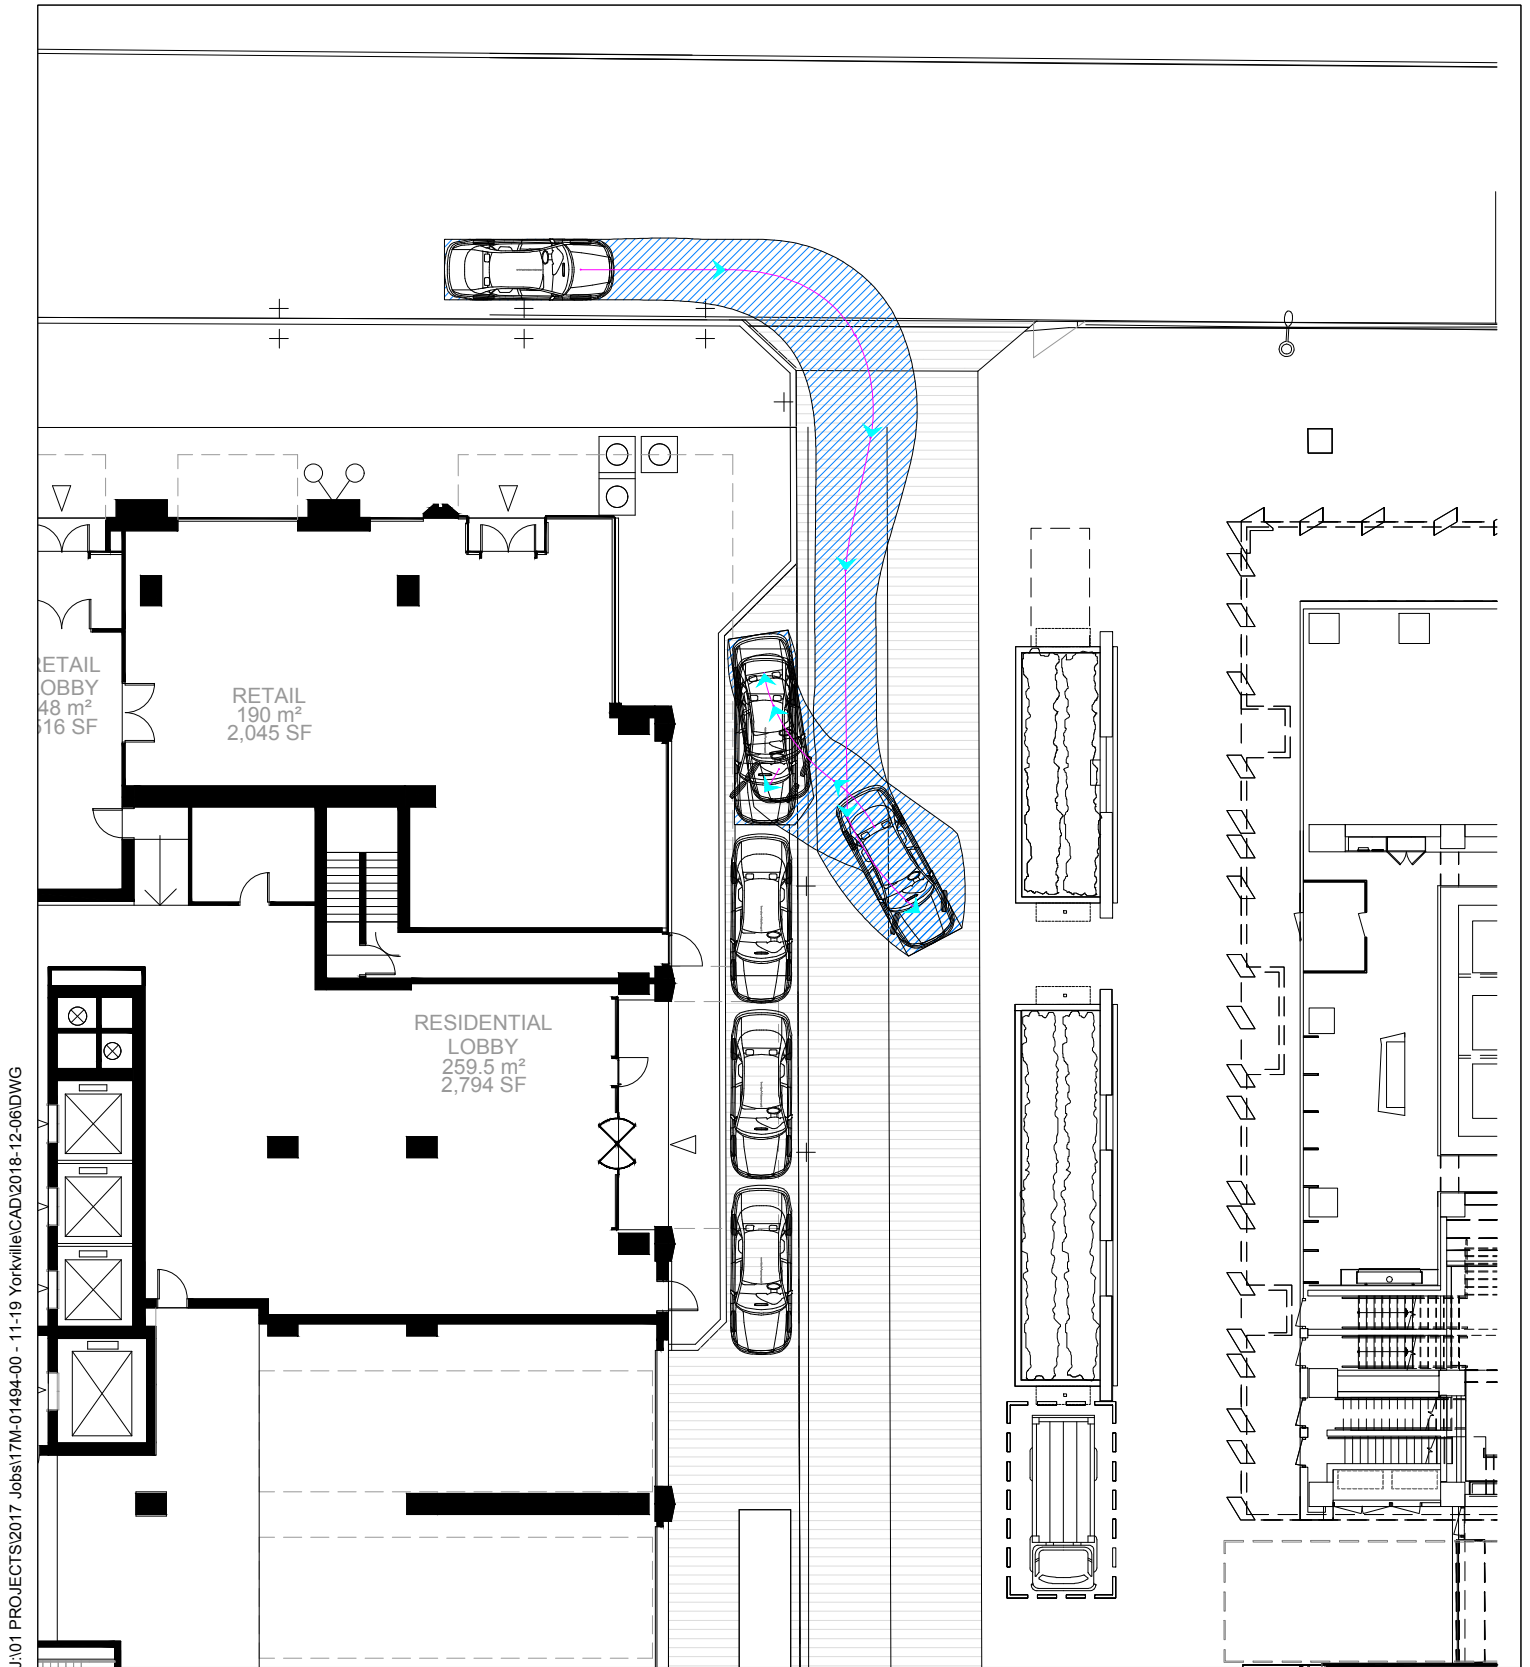 RETAIL
190 m²
2,045 SF
RESIDENTIAL
LOBBY
259.5 m²
2,794 SF
J:\01 PROJECTS\2017 Jobs\17M-01494-00 - 11-19 Yorkville\CAD\2018-12-06\DWG
RETAIL
LOBBY
48 m²
516 SF